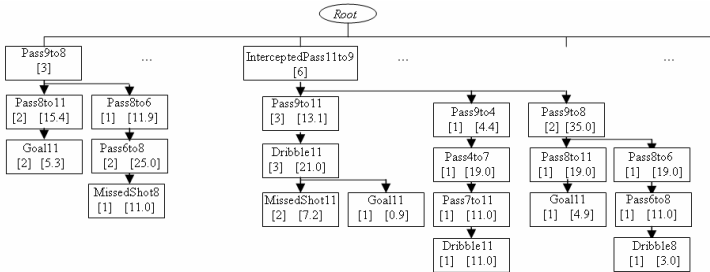 Root
Pass9to8
[3]
...
InterceptedPass11to9
[6]
...
...
Pass8to11
[2] [15.4]
Pass8to6
[1] [11.9]
Pass9to11
[3] [13.1]
Pass9to4
[1] [4.4]
Pass9to8
[2] [35.0]
Goal11
[2] [5.3]
Pass6to8
[2] [25.0]
Dribble11
[3] [21.0]
Pass4to7
[1] [19.0]
Pass8to11
[1] [19.0]
Pass8to6
[1] [19.0]
MissedShot8
[1] [11.0]
MissedShot11
[2] [7.2]
Goal11
[1] [0.9]
Pass7to11
[1] [11.0]
Goal11
[1] [4.9]
Pass6to8
[1] [11.0]
Dribble11
[1] [11.0]
Dribble8
[1] [3.0]